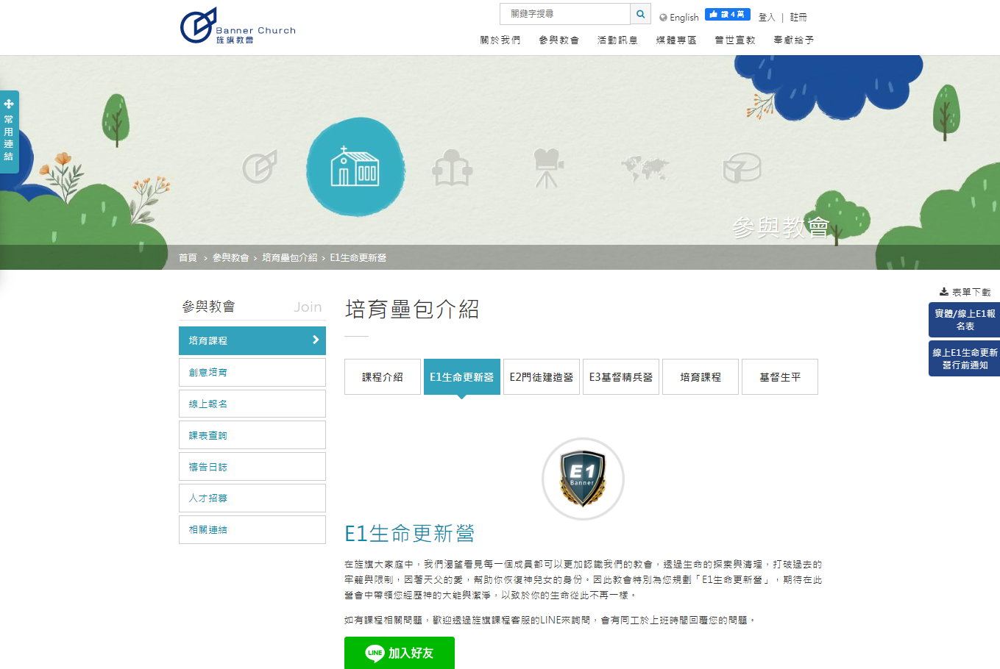 Banner Church
旌旗教會
關鍵字搜尋
English
讚 4 萬
登入 | 註冊
關於我們 參與教會 活動訊息 媒體專區 普世宣教 奉獻給予
常用連結
參與教會
首頁 › 參與教會 › 培育壘包介紹 › E1生命更新營
參與教會 Join
培育課程
創意培育
線上報名
課表查詢
禱告日誌
人才招募
相關連結
培育壘包介紹
課程介紹 E1生命更新營 E2門徒建造營 E3基督精兵營 培育課程 基督生平
E1
Banner
E1生命更新營
在旌旗大家庭中，我們渴望看見每一個成員都可以更加認識我們的教會，透過生命的探索與清理，打破過去的
牢籠與限制，因著天父的愛，幫助你恢復神兒女的身份。因此教會特別為您規劃「E1生命更新營」，期待在此
營會中帶領您經歷神的大能與潔淨，以致於你的生命從此不再一樣。
如有課程相關問題，歡迎透過旌旗課程客服的LINE來詢問，會有同工於上班時間回覆您的問題。
LINE 加入好友
表單下載
實體/線上E1報
名表
線上E1生命更新
營行前通知